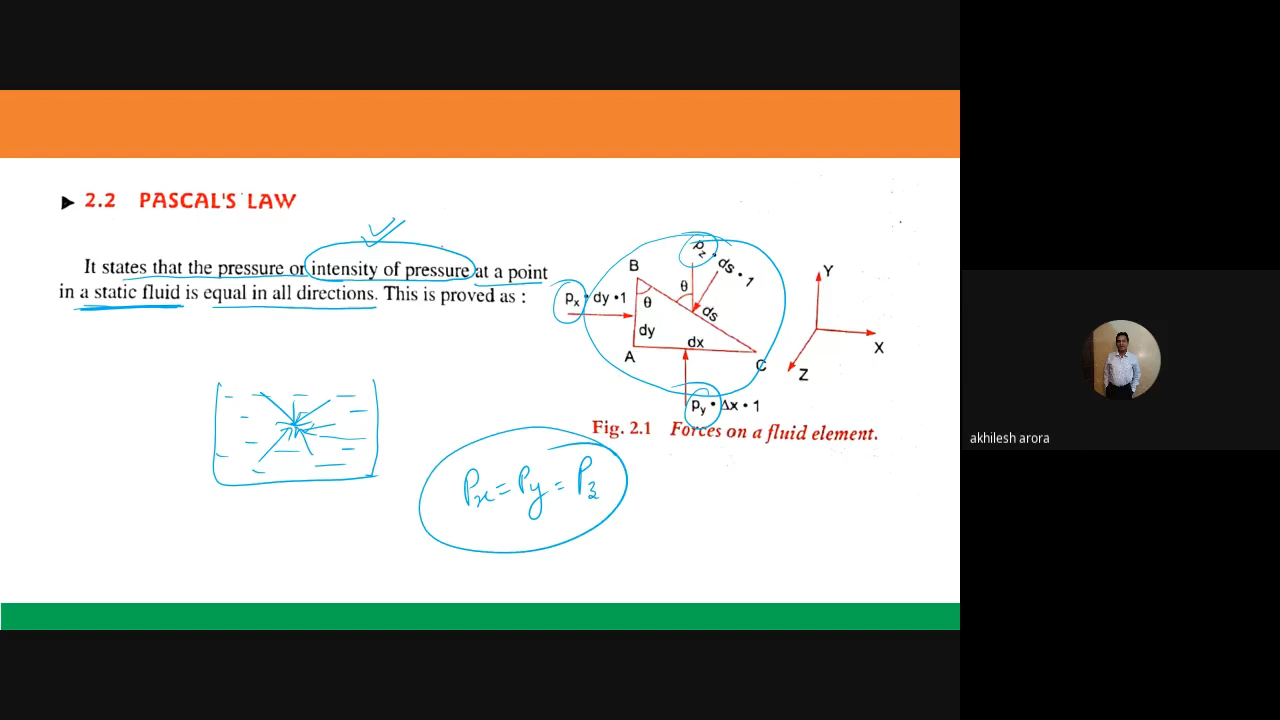 ▶ 2.2 PASCAL'S LAW
It states that the pressure or intensity of pressure at a point
in a static fluid is equal in all directions. This is proved as :
B
pz • ds • 1
px • dy • 1
θ
θ
ds
dy
dx
A
C
py • Δx • 1
Y
X
Z
Fig. 2.1 Forces on a fluid element.
Px = Py = Pz
akhilesh arora